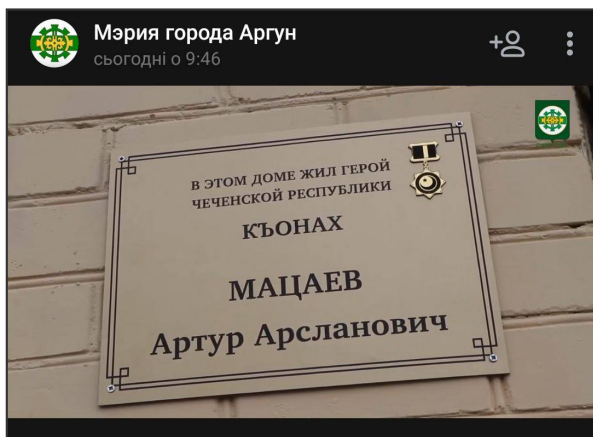 Мэрия города Аргун
сьогодні о 9:46
В ЭТОМ ДОМЕ ЖИЛ ГЕРОЙ
ЧЕЧЕНСКОЙ РЕСПУБЛИКИ
КЪОНАХ
МАЦАЕВ
Артур Арсланович